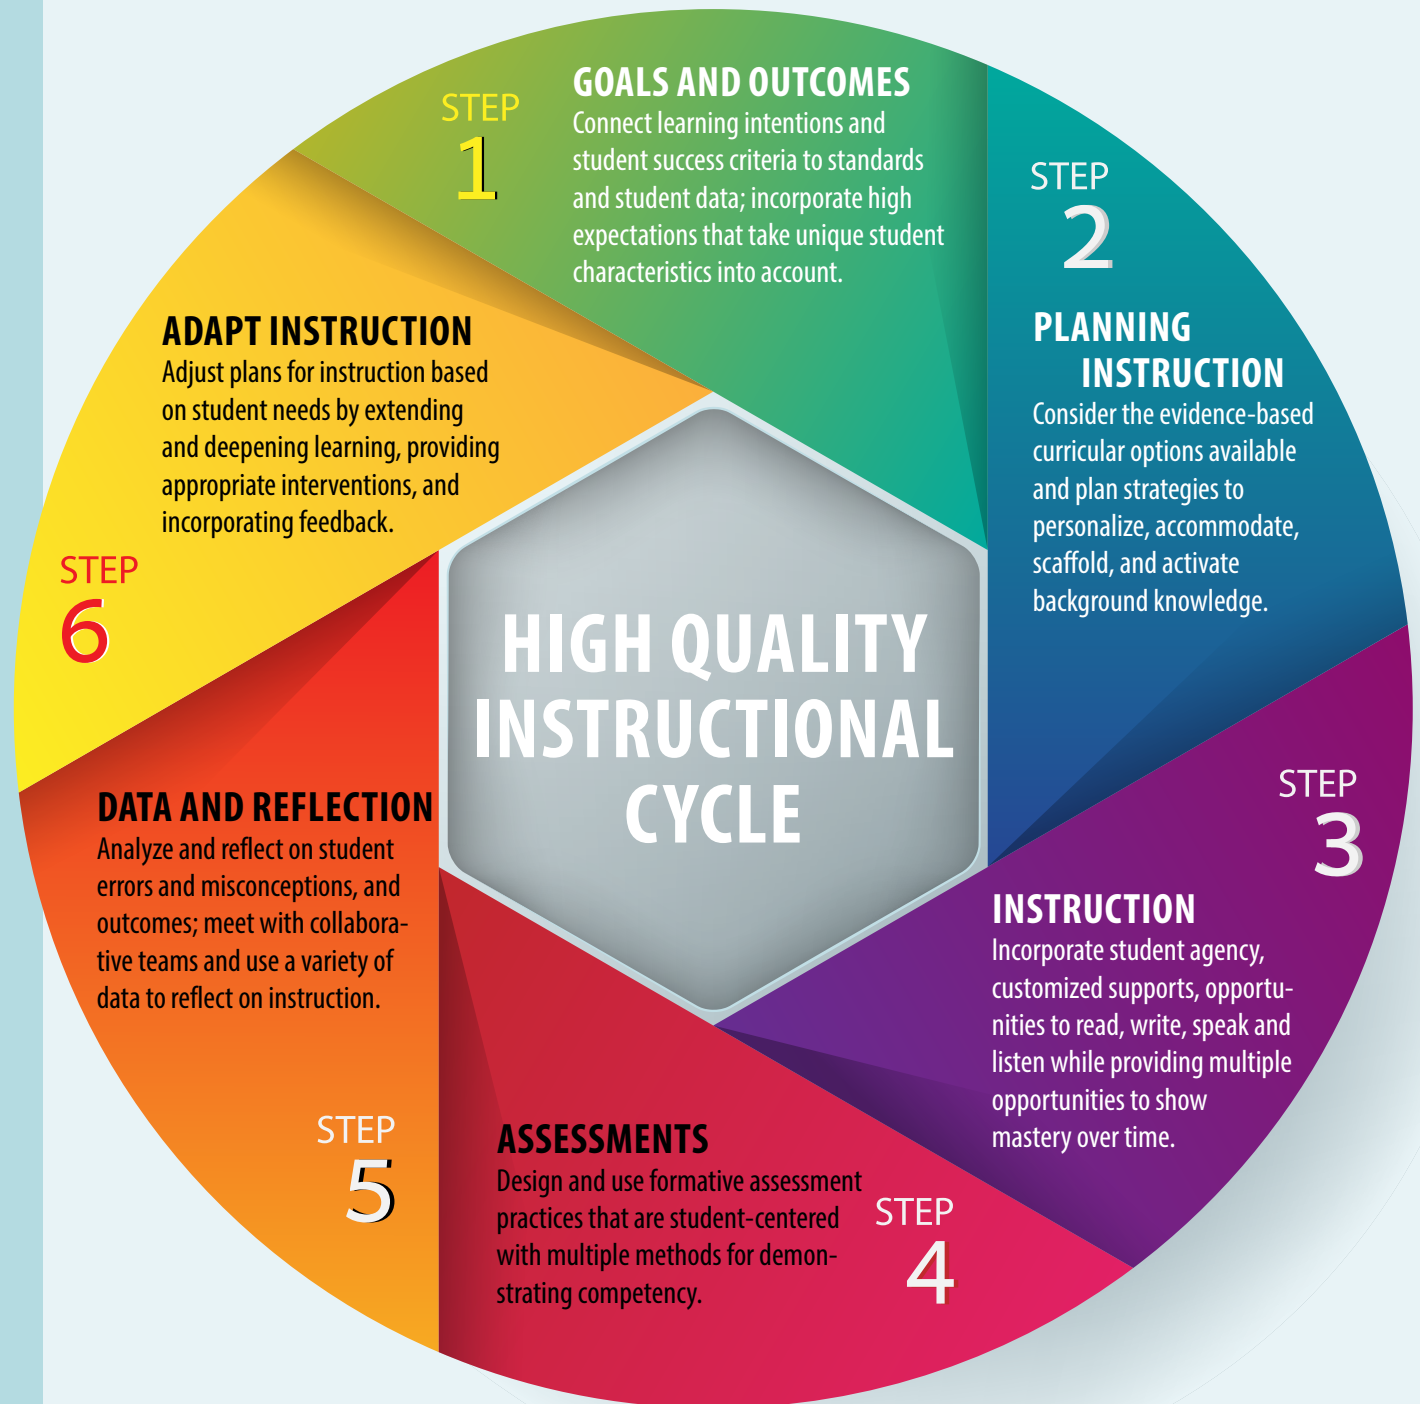 STEP
1
GOALS AND OUTCOMES
Connect learning intentions and
student success criteria to standards
and student data; incorporate high
expectations that take unique student
characteristics into account.
STEP
2
PLANNING
INSTRUCTION
Consider the evidence-based
curricular options available
and plan strategies to
personalize, accommodate,
scaffold, and activate
background knowledge.
STEP
3
INSTRUCTION
Incorporate student agency,
customized supports, opportu-
nities to read, write, speak and
listen while providing multiple
opportunities to show
mastery over time.
ASSESSMENTS
Design and use formative assessment
practices that are student-centered
with multiple methods for demon-
strating competency.
STEP
4
DATA AND REFLECTION
Analyze and reflect on student
errors and misconceptions, and
outcomes; meet with collabora-
tive teams and use a variety of
data to reflect on instruction.
STEP
5
ADAPT INSTRUCTION
Adjust plans for instruction based
on student needs by extending
and deepening learning, providing
appropriate interventions, and
incorporating feedback.
STEP
6
HIGH QUALITY
INSTRUCTIONAL
CYCLE